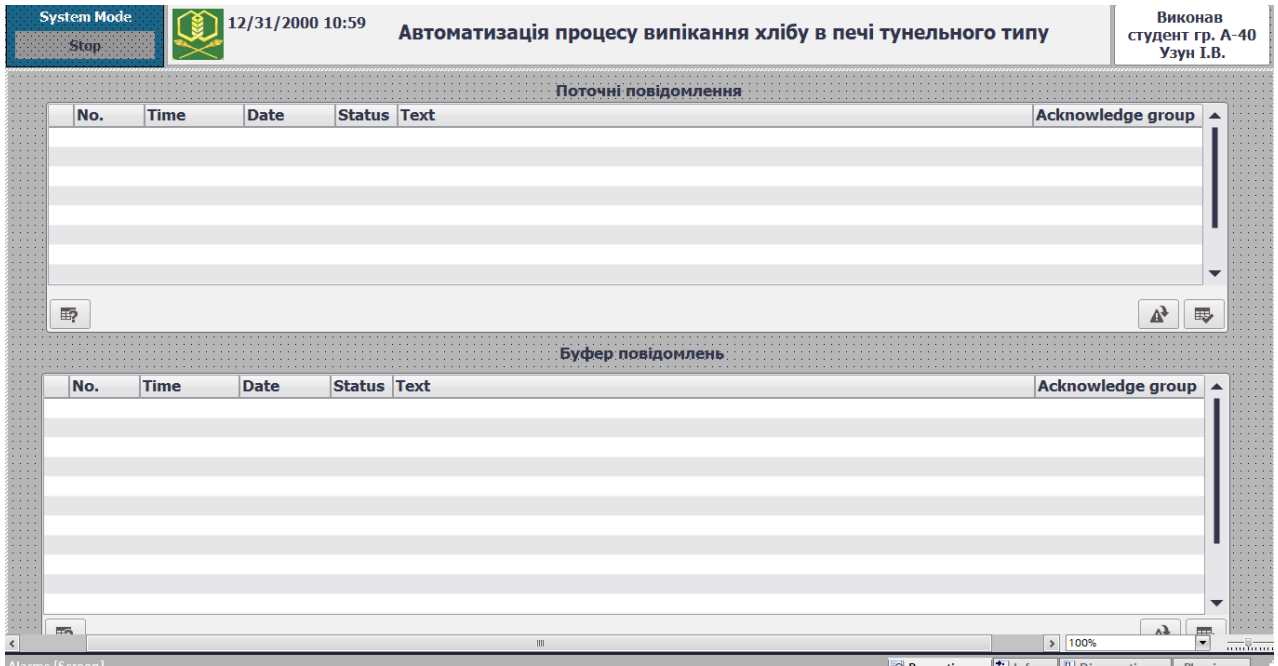 System Mode
Stop
12/31/2000 10:59
Автоматизація процесу випікання хлібу в печі тунельного типу
Виконав
студент гр. А-40
Узун І.В.
Поточні повідомлення
No. Time Date Status Text Acknowledge group
Буфер повідомлень
No. Time Date Status Text Acknowledge group
100%
Alarms [Screen]